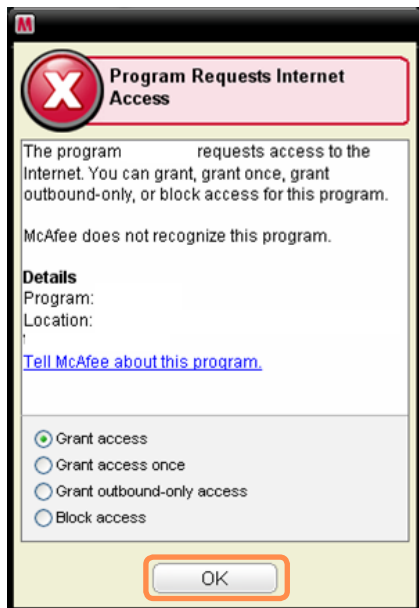 M
Program Requests Internet
Access
The program requests access to the
Internet. You can grant, grant once, grant
outbound-only, or block access for this program.
McAfee does not recognize this program.
Details
Program:
Location:
Tell McAfee about this program.
Grant access
Grant access once
Grant outbound-only access
Block access
OK